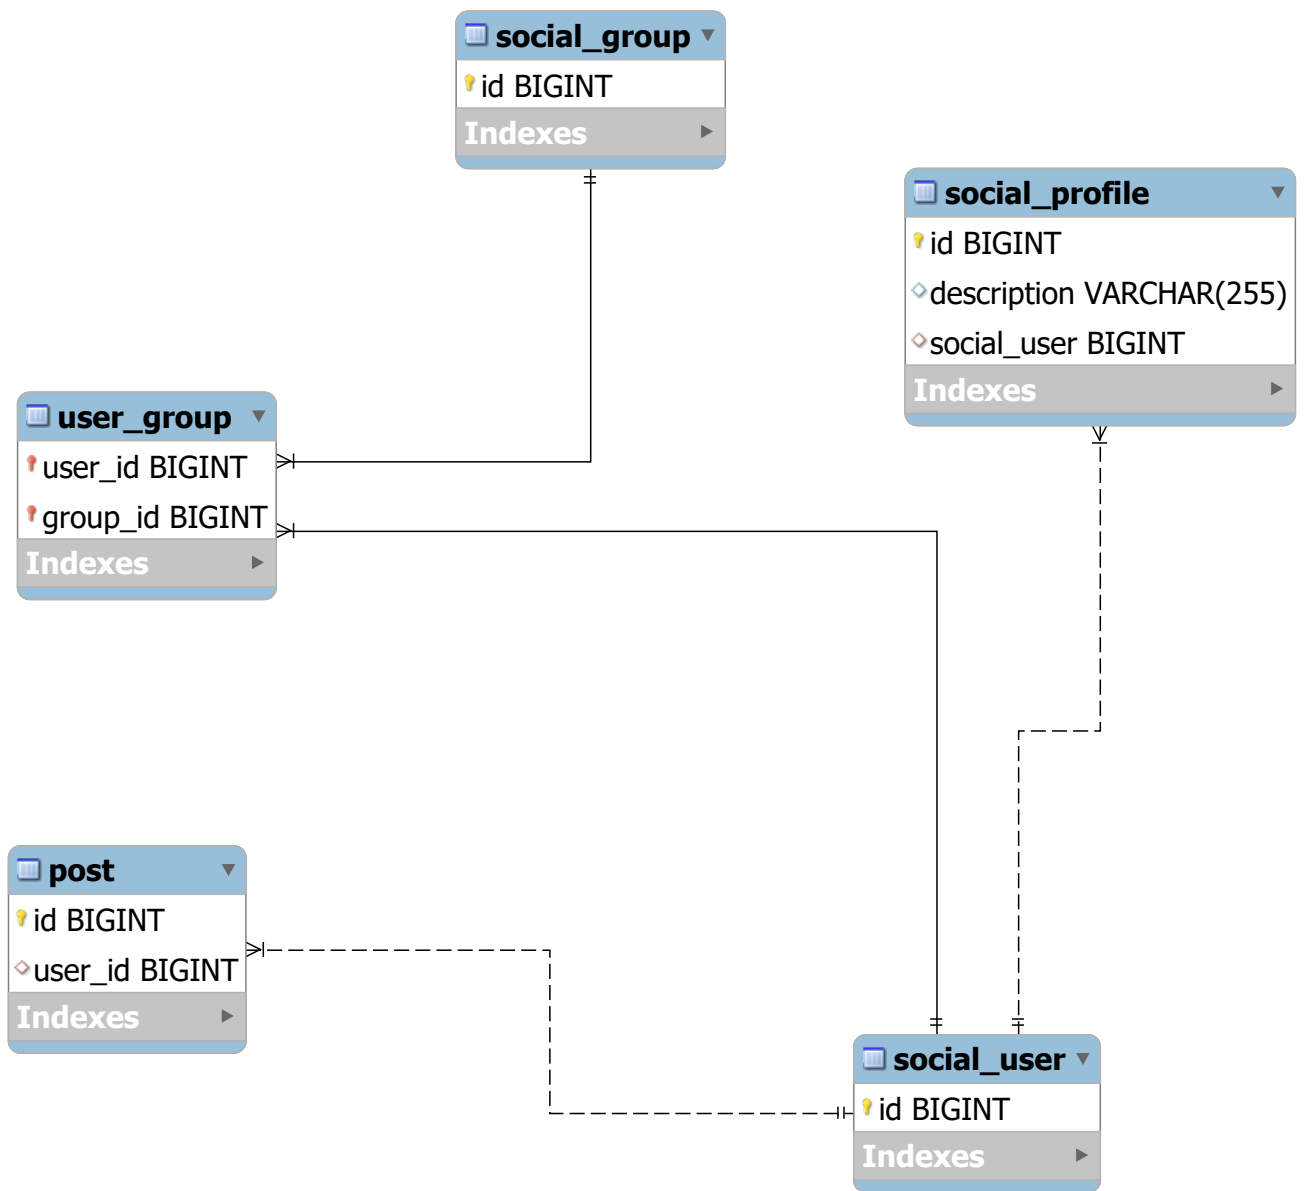 social_group
id BIGINT
Indexes
social_profile
id BIGINT
description VARCHAR(255)
social_user BIGINT
Indexes
user_group
user_id BIGINT
group_id BIGINT
Indexes
post
id BIGINT
user_id BIGINT
Indexes
social_user
id BIGINT
Indexes